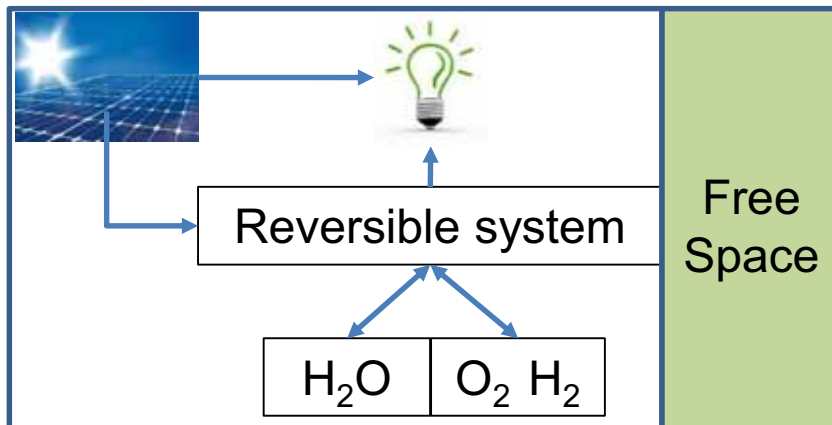 Reversible system
Free
Space
H₂O
O₂ H₂